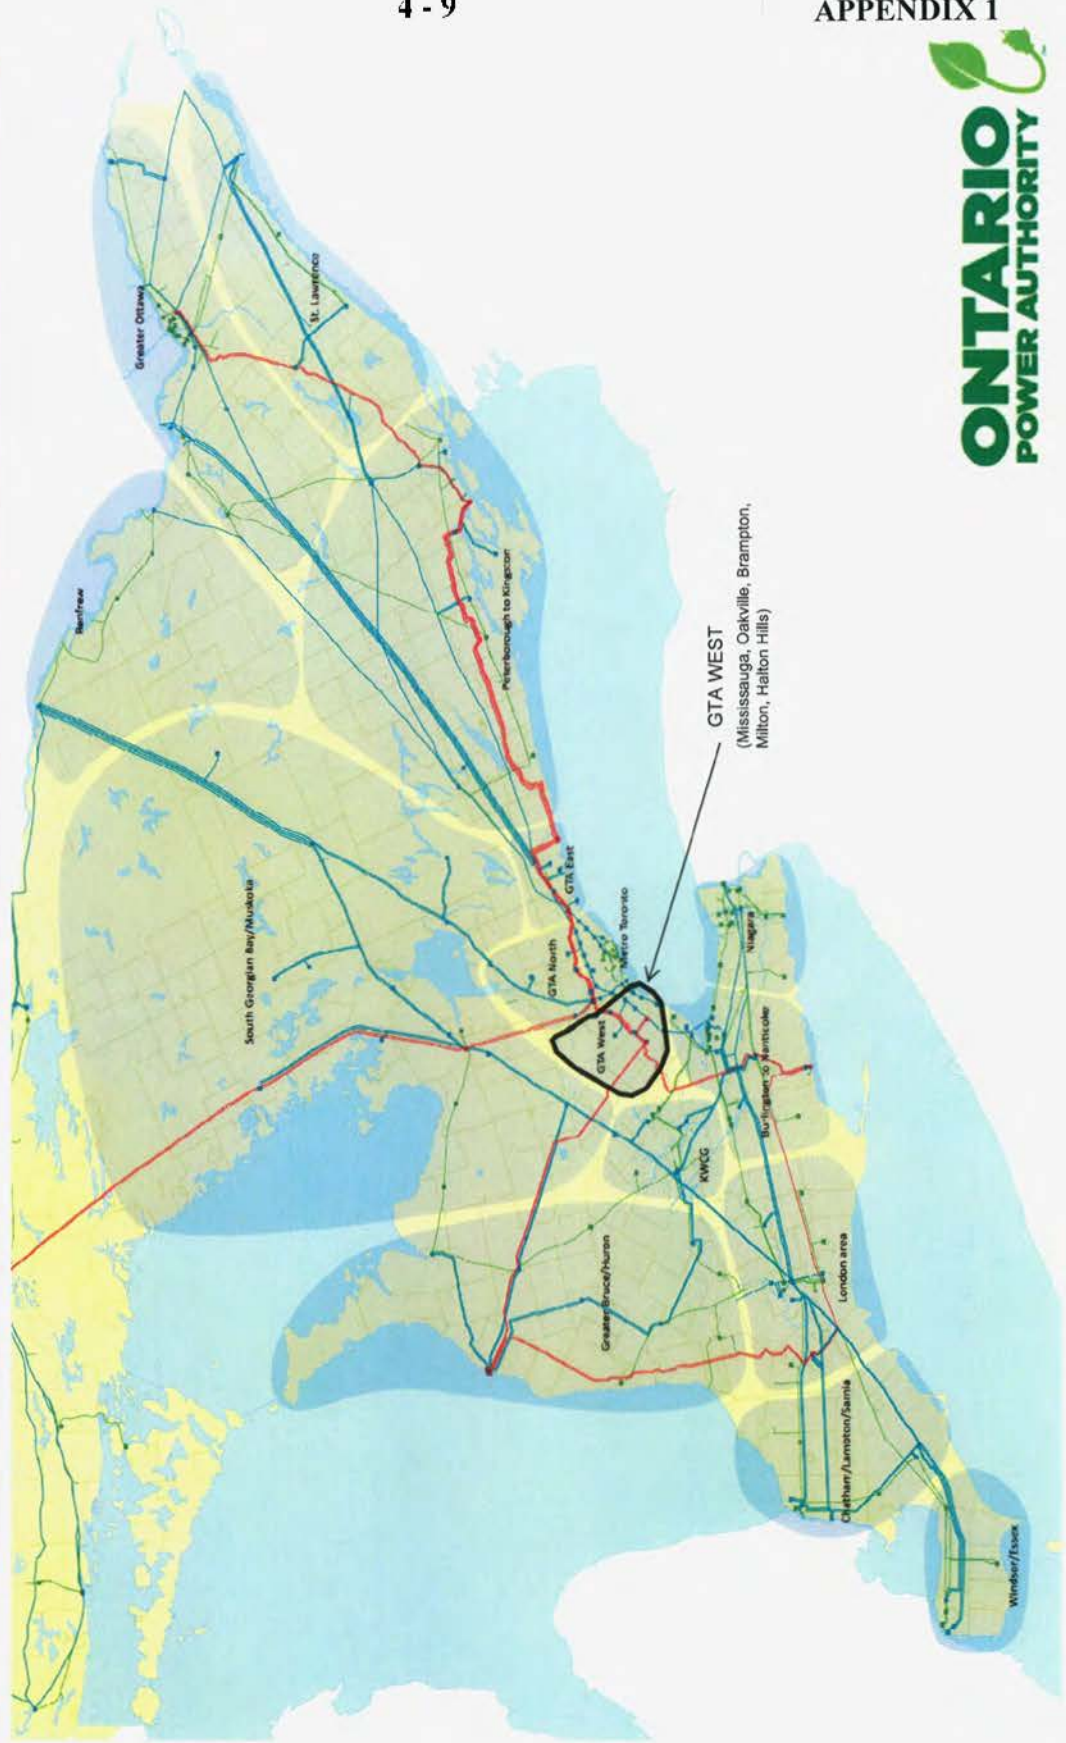 4 - 9
APPENDIX 1
ONTARIO
POWER AUTHORITY
Greater Ottawa
St. Lawrence
Renfrew
Peterborough to Kingston
South Georgian Bay/Muskoka
GTA East
Metro Toronto
GTA North
GTA West
GTA WEST
(Mississauga, Oakville, Brampton,
Milton, Halton Hills)
Niagara
Burlington to Nanticoke
KWCG
Greater Bruce/Huron
London area
Chatham/Lambton/Sarnia
Windsor/Essex